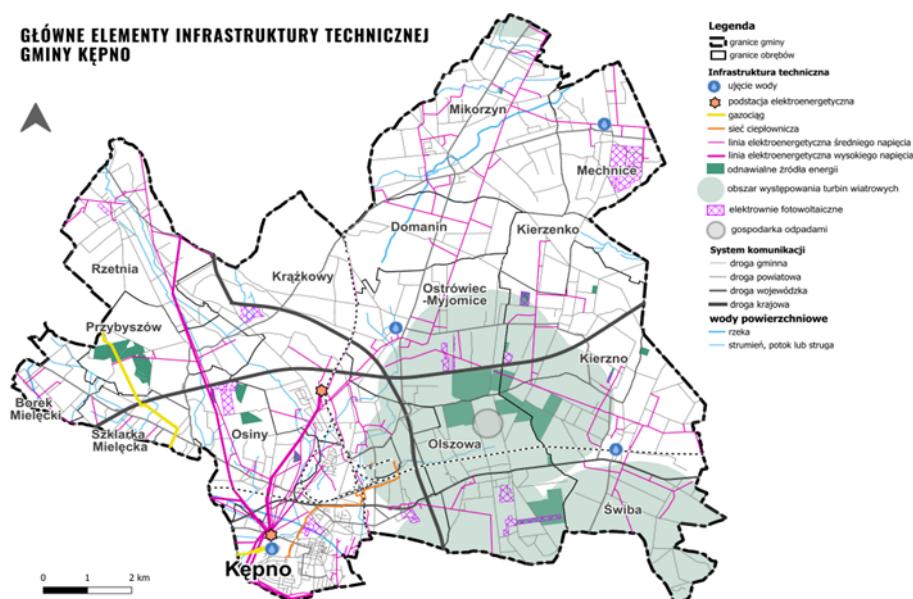 GŁÓWNE ELEMENTY INFRASTRUKTURY TECHNICZNEJ
GMINY KĘPNO
Legenda
granice gminy
granice obrębów
Infrastruktura techniczna
ujęcie wody
podstacja elektroenergetyczna
gazociąg
sieć ciepłownicza
linia elektroenergetyczna średniego napięcia
linia elektroenergetyczna wysokiego napięcia
odnawialne źródła energii
obszar występowania turbin wiatrowych
elektrownie fotowoltaiczne
gospodarka odpadami
System komunikacji
droga gminna
droga powiatowa
droga wojewódzka
droga krajowa
wody powierzchniowe
rzeka
strumień, potok lub struga
Mikorzyn
Mechnice
Domanin
Kierzenko
Rzetnia
Krążkowy
Ostrówiec
-Myjomice
Przybyszów
Kierzno
Borek
Mielęcki
Szklarka
Mielęcka
Osiny
Olszowa
Świba
Kępno
0 1 2 km